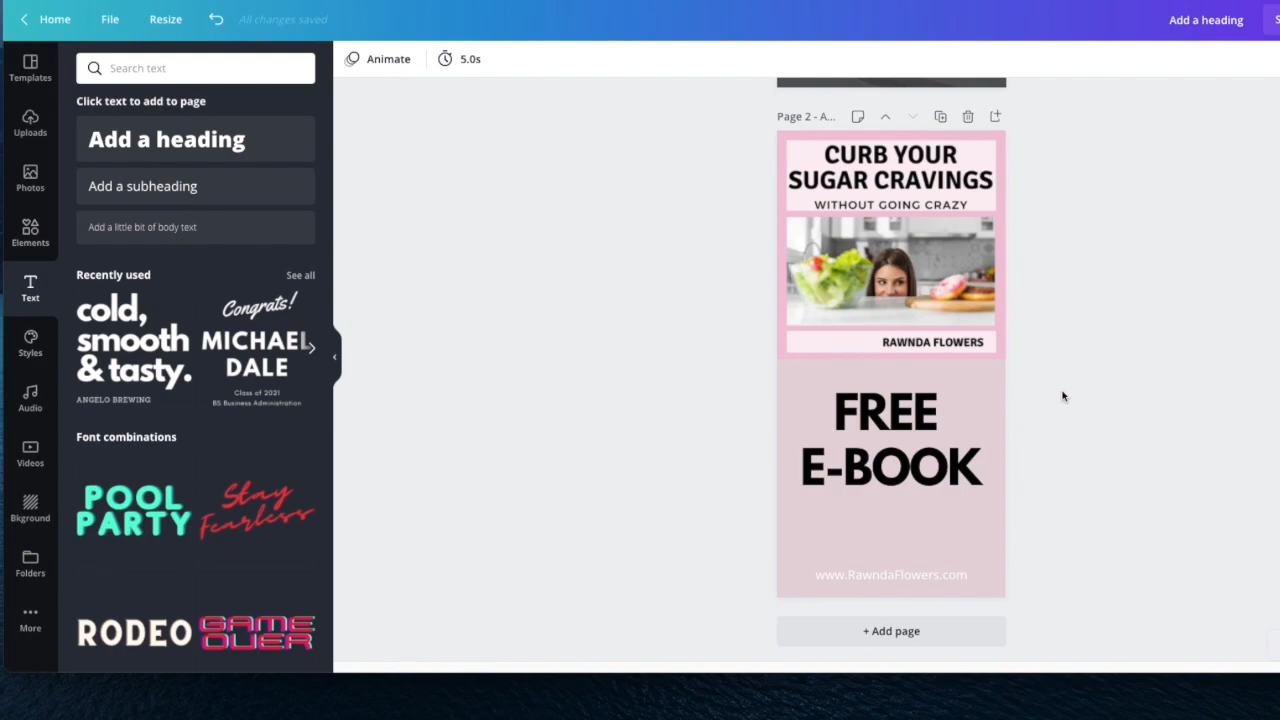 Home File Resize All changes saved Add a heading
Templates
Uploads
Photos
Elements
Text
Styles
Audio
Videos
Bkground
Folders
More
Search text
Click text to add to page
Add a heading
Add a subheading
Add a little bit of body text
Recently used See all
cold,
smooth
& tasty.
ANGELO BREWING
Congrats!
MICHAEL
DALE
Class of 2021
BS Business Administration
Font combinations
POOL
PARTY
Stay
Fearless
RODEO
GAME
OVER
Animate 5.0s
Page 2 - A...
CURB YOUR
SUGAR CRAVINGS
WITHOUT GOING CRAZY
RAWNDA FLOWERS
FREE
E-BOOK
www.RawndaFlowers.com
+ Add page